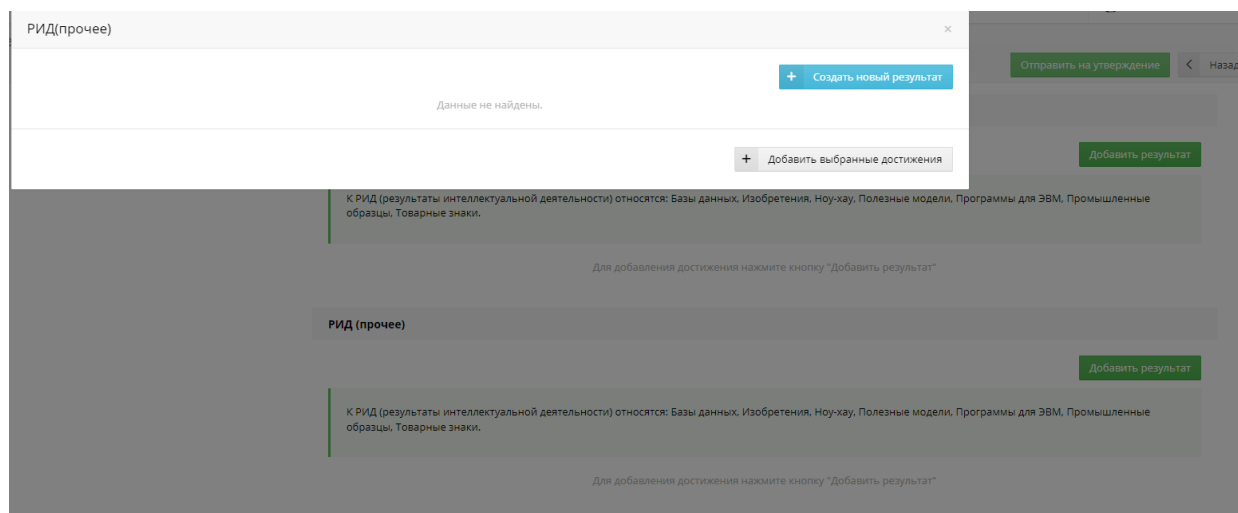 РИД(прочее)
×
+ Создать новый результат
Данные не найдены.
+ Добавить выбранные достижения
Отправить на утверждение
< Назад
Добавить результат
К РИД (результаты интеллектуальной деятельности) относятся: Базы данных, Изобретения, Ноу-хау, Полезные модели, Программы для ЭВМ, Промышленные
образцы, Товарные знаки.
Для добавления достижения нажмите кнопку "Добавить результат"
РИД (прочее)
Добавить результат
К РИД (результаты интеллектуальной деятельности) относятся: Базы данных, Изобретения, Ноу-хау, Полезные модели, Программы для ЭВМ, Промышленные
образцы, Товарные знаки.
Для добавления достижения нажмите кнопку "Добавить результат"